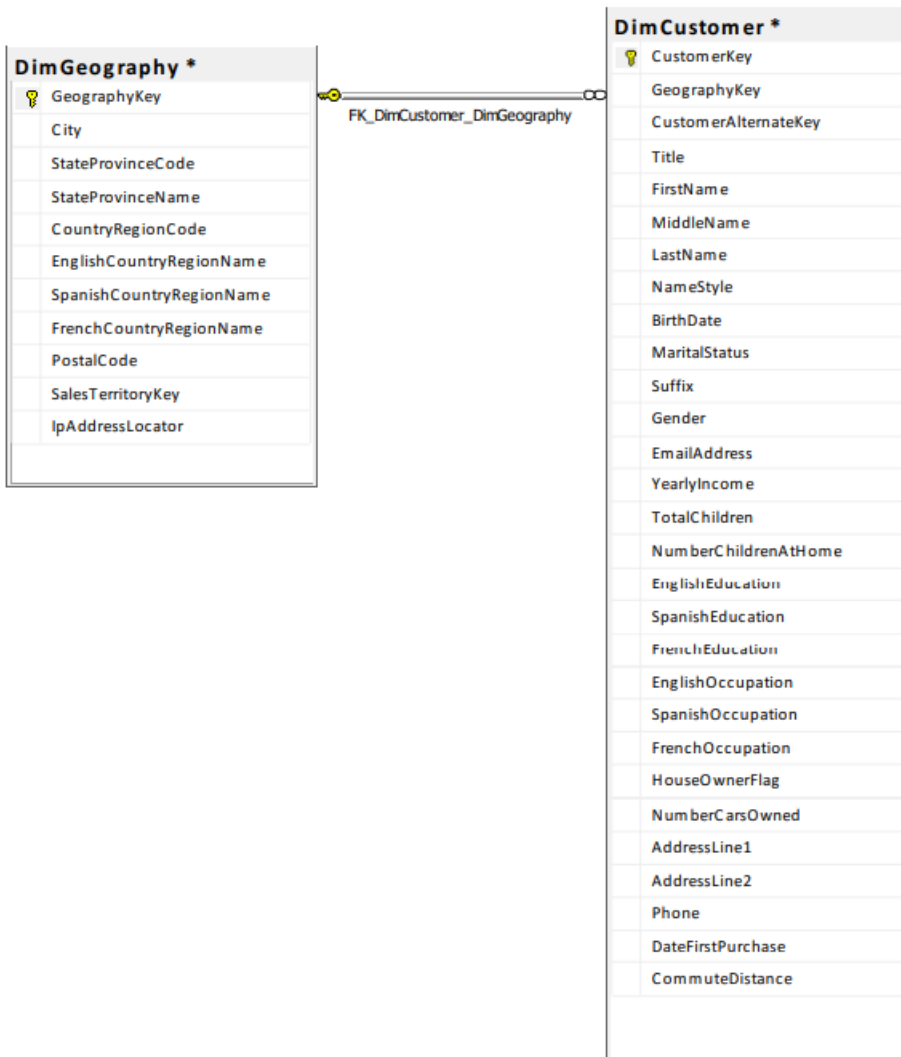 DimGeography *
GeographyKey
City
StateProvinceCode
StateProvinceName
CountryRegionCode
EnglishCountryRegionName
SpanishCountryRegionName
FrenchCountryRegionName
PostalCode
SalesTerritoryKey
IpAddressLocator
FK_DimCustomer_DimGeography
DimCustomer *
CustomerKey
GeographyKey
CustomerAlternateKey
Title
FirstName
MiddleName
LastName
NameStyle
BirthDate
MaritalStatus
Suffix
Gender
EmailAddress
YearlyIncome
TotalChildren
NumberChildrenAtHome
EnglishEducation
SpanishEducation
FrenchEducation
EnglishOccupation
SpanishOccupation
FrenchOccupation
HouseOwnerFlag
NumberCarsOwned
AddressLine1
AddressLine2
Phone
DateFirstPurchase
CommuteDistance